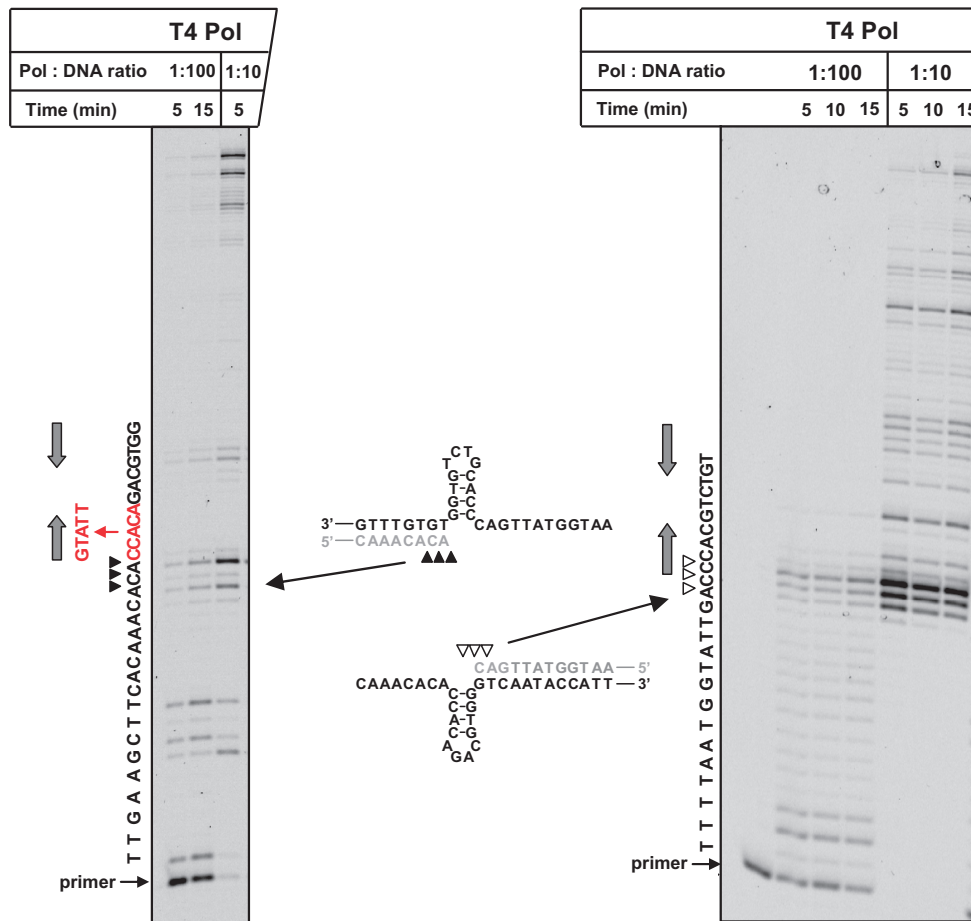 T4 Pol
Pol : DNA ratio 1:100 1:10
Time (min) 5 15 5
T4 Pol
Pol : DNA ratio 1:100 1:10
Time (min) 5 10 15 5 10 15
TTGAAGCTTCACAAACACACCACAGACGTGG
GTATT
primer
C T
T G
G-C
T-A
G-C
G-C
3' GTTTGTGT CAGTTATGGTAA
5' CAAACACA
CAGTTATGGTAA 5'
CAAACACA GTCAATACCATT 3'
C-G
C-G
A-T
C-G
A C
G A
TTTTAATGGTATTGACCCACGTCTGT
primer